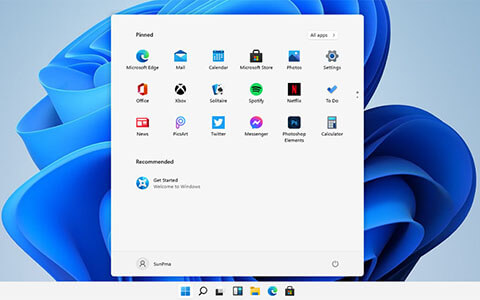 Pinned
All apps
Microsoft Edge
Mail
Calendar
Microsoft Store
Photos
Settings
Office
Xbox
Solitaire
Spotify
Netflix
To Do
News
PicsArt
Twitter
Messenger
Photoshop
Elements
Calculator
Recommended
Get Started
Welcome to Windows
SunPma